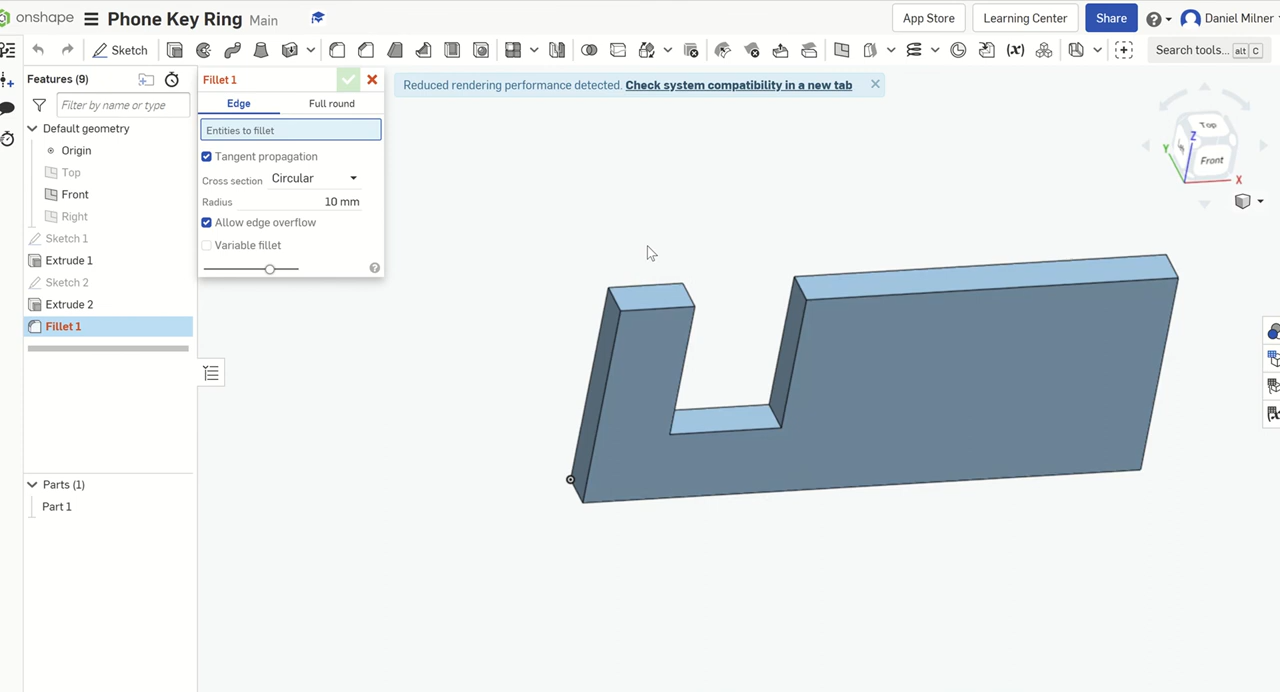 onshape Phone Key Ring Main
App Store Learning Center Share Daniel Milner
Sketch Search tools... alt C
Features (9)
Filter by name or type
Default geometry
Origin
Top
Front
Right
Sketch 1
Extrude 1
Sketch 2
Extrude 2
Fillet 1
Parts (1)
Part 1
Fillet 1
Edge Full round
Entities to fillet
Tangent propagation
Cross section Circular
Radius 10 mm
Allow edge overflow
Variable fillet
Reduced rendering performance detected. Check system compatibility in a new tab
Top
Z
Y
Front
X